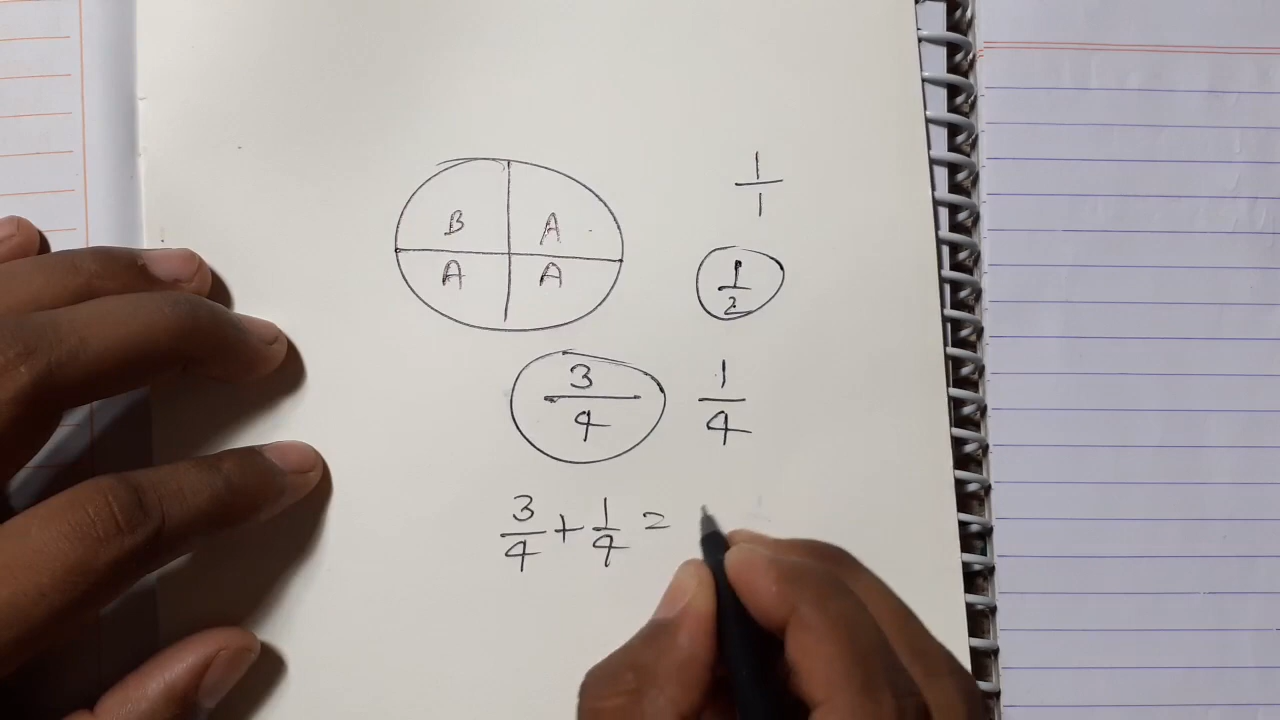 B A
A A
1/1
1/2
3/4 1/4
3/4 + 1/4 =